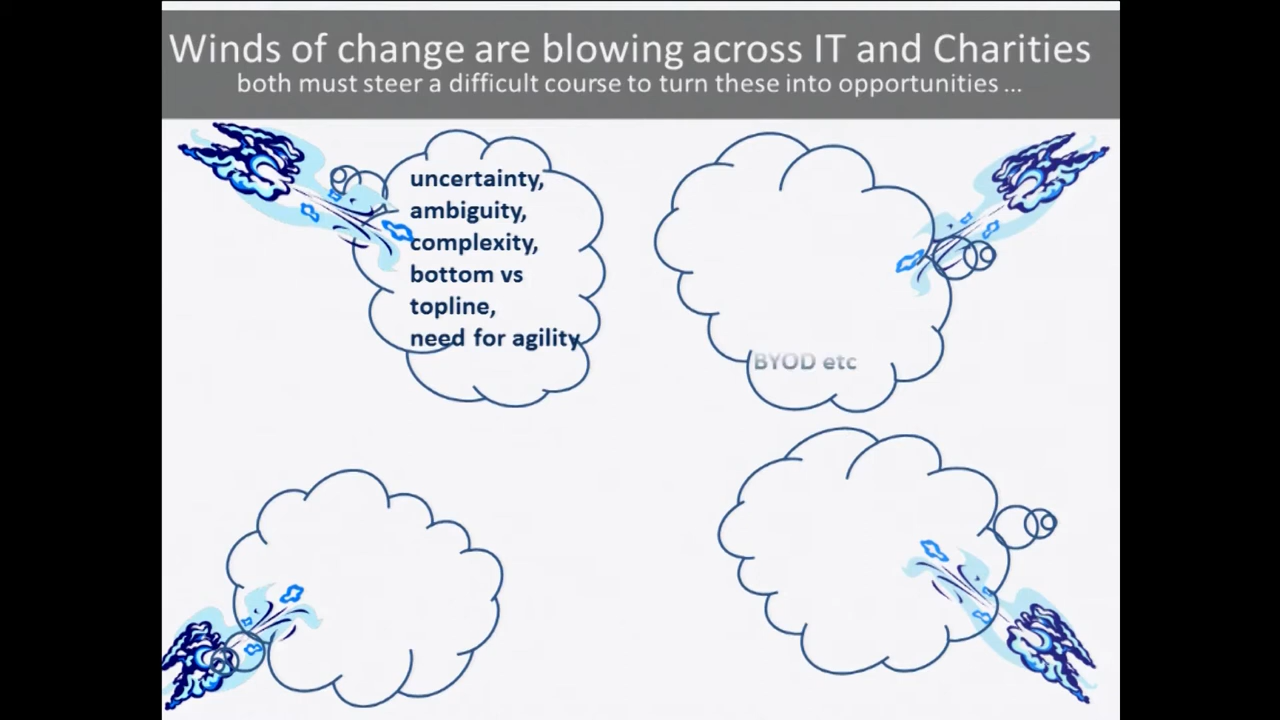 Winds of change are blowing across IT and Charities
both must steer a difficult course to turn these into opportunities ...
uncertainty,
ambiguity,
complexity,
bottom vs
topline,
need for agility
BYOD etc